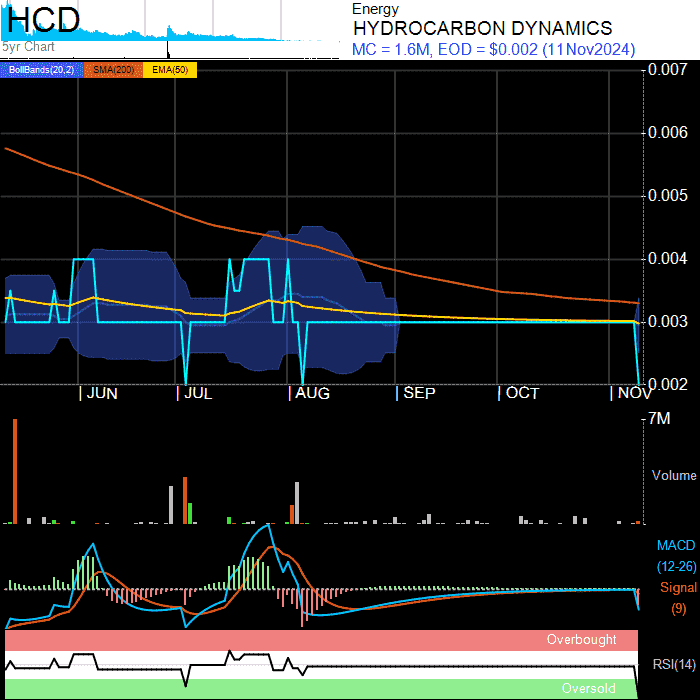 HCD
5yr Chart
Energy
HYDROCARBON DYNAMICS
MC = 1.6M, EOD = $0.002 (11Nov2024)
BollBands(20,2) SMA(200) EMA(50)
0.007
0.006
0.005
0.004
0.003
0.002
| JUN | JUL | AUG | SEP | OCT | NOV
7M
Volume
MACD
(12-26)
Signal
(9)
Overbought
RSI(14)
Oversold